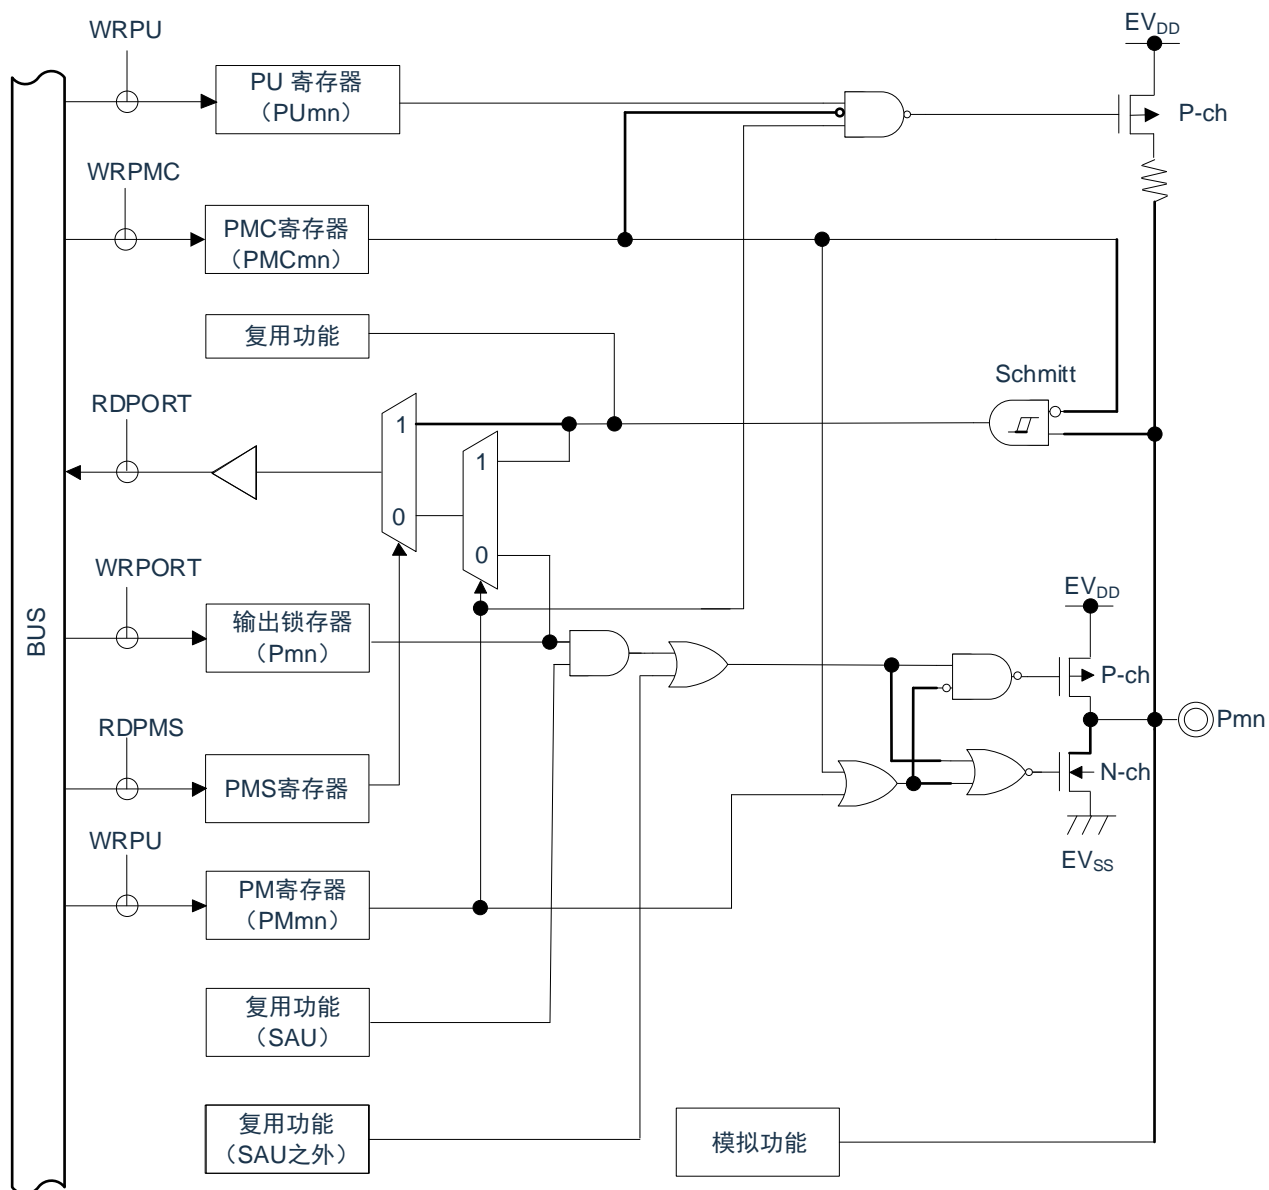 WRPU
EVDD
PU 寄存器
（PUmn）
P-ch
WRPMC
PMC寄存器
（PMCmn）
复用功能
Schmitt
RDPORT
1
1
0
0
WRPORT
EVDD
BUS
输出锁存器
（Pmn）
P-ch
Pmn
RDPMS
PMS寄存器
N-ch
WRPU
EVSS
PM寄存器
（PMmn）
复用功能
（SAU）
复用功能
（SAU之外）
模拟功能